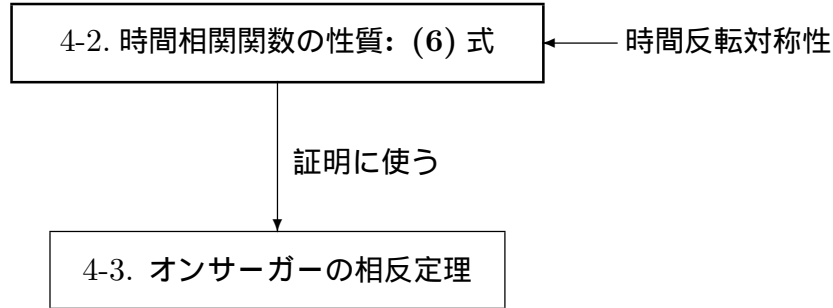 4-2. 時間相関関数の性質: (6) 式
時間反転対称性
証明に使う
4-3. オンサーガーの相反定理